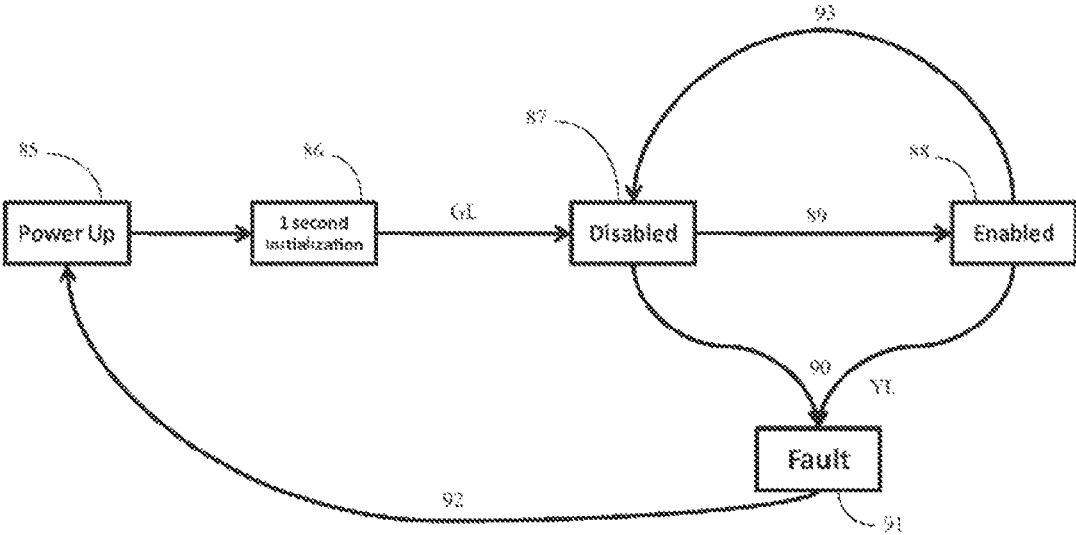 93
87
85
86
88
GL
89
Power Up
1 second
initialization
Disabled
Enabled
90
YL
Fault
92
91